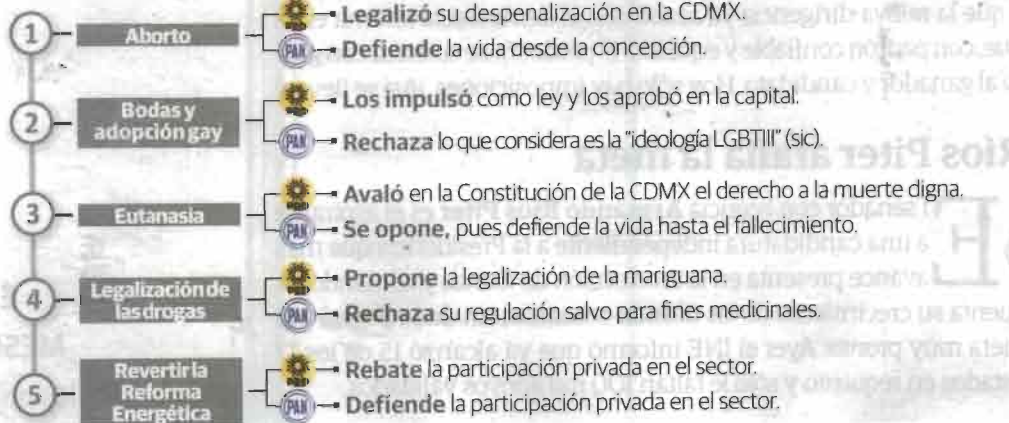 1
Aborto
Legalizó su despenalización en la CDMX.
PAN
Defiende la vida desde la concepción.
2
Bodas y
adopción gay
PRD
Los impulsó como ley y los aprobó en la capital.
PAN
Rechaza lo que considera es la "ideología LGBTIII" (sic).
3
Eutanasia
Avaló en la Constitución de la CDMX el derecho a la muerte digna.
PAN
Se opone, pues defiende la vida hasta el fallecimiento.
4
Legalización de
las drogas
PRD
Propone la legalización de la mariguana.
PAN
Rechaza su regulación salvo para fines medicinales.
5
Revertir la
Reforma
Energética
PRD
Rebate la participación privada en el sector.
PAN
Defiende la participación privada en el sector.